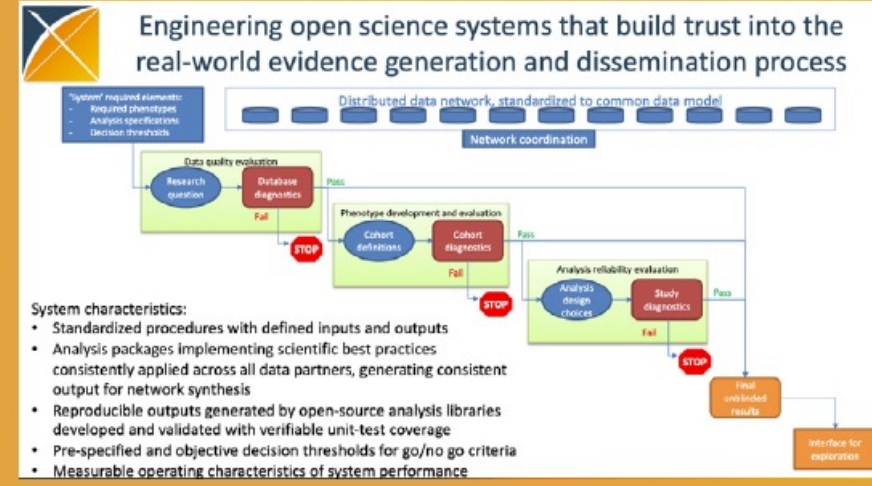 Engineering open science systems that build trust into the
real-world evidence generation and dissemination process
"System" required elements:
- Required phenotypes
- Analysis specifications
- Decision thresholds
Distributed data network, standardized to common data model
Network coordination
Data quality evaluation
Research
question
Database
diagnostics
Pass
Fail
STOP
Phenotype development and evaluation
Cohort
definitions
Cohort
diagnostics
Pass
Fail
STOP
Analysis reliability evaluation
Analysis
design
choices
Study
diagnostics
Pass
Fail
STOP
Final
unblinded
results
Interface for
exploration
System characteristics:
• Standardized procedures with defined inputs and outputs
• Analysis packages implementing scientific best practices
consistently applied across all data partners, generating consistent
output for network synthesis
• Reproducible outputs generated by open-source analysis libraries
developed and validated with verifiable unit-test coverage
• Pre-specified and objective decision thresholds for go/no go criteria
• Measurable operating characteristics of system performance